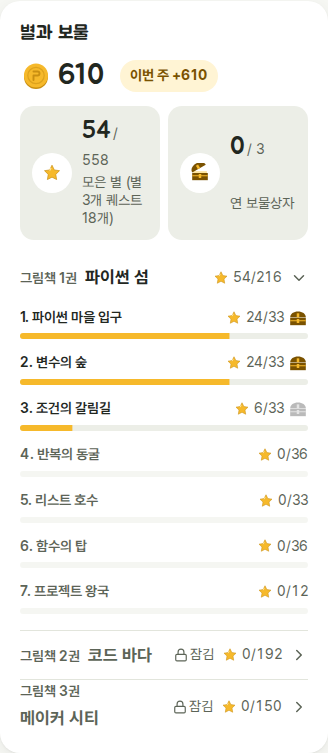 별과 보물
610 이번 주 +610
54 /
558
모은 별 (별
3개 퀘스트
18개)
0 / 3
연 보물상자
그림책 1권 파이썬 섬 54/216
1. 파이썬 마을 입구 24/33
2. 변수의 숲 24/33
3. 조건의 갈림길 6/33
4. 반복의 동굴 0/36
5. 리스트 호수 0/33
6. 함수의 탑 0/36
7. 프로젝트 왕국 0/12
그림책 2권 코드 바다 잠김 0/192
그림책 3권
메이커 시티 잠김 0/150